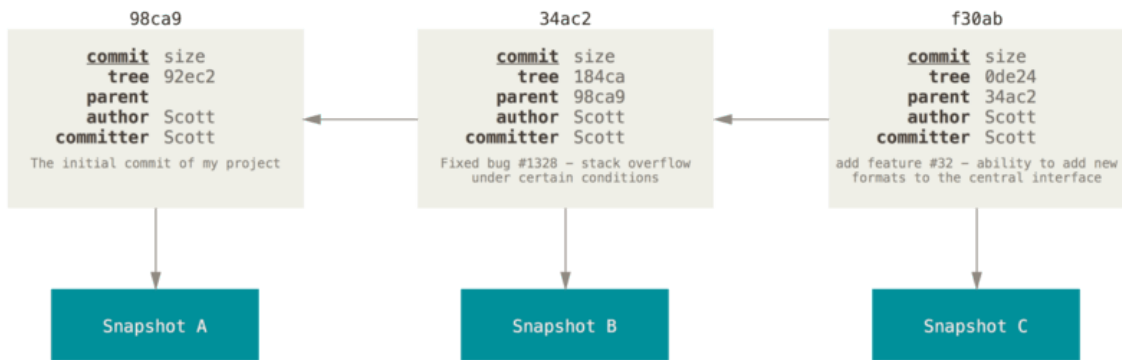 98ca9
commit size
tree 92ec2
parent
author Scott
committer Scott
The initial commit of my project
Snapshot A
34ac2
commit size
tree 184ca
parent 98ca9
author Scott
committer Scott
Fixed bug #1328 – stack overflow
under certain conditions
Snapshot B
f30ab
commit size
tree 0de24
parent 34ac2
author Scott
committer Scott
add feature #32 – ability to add new
formats to the central interface
Snapshot C